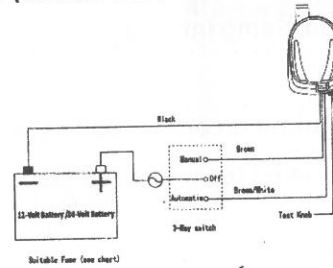 Black
Manual
Brown
Off
Automatic
Brown/White
3-Way switch
Test Knob
12-Volt Battery/24-Volt Battery
Suitable Fuse (see chart)